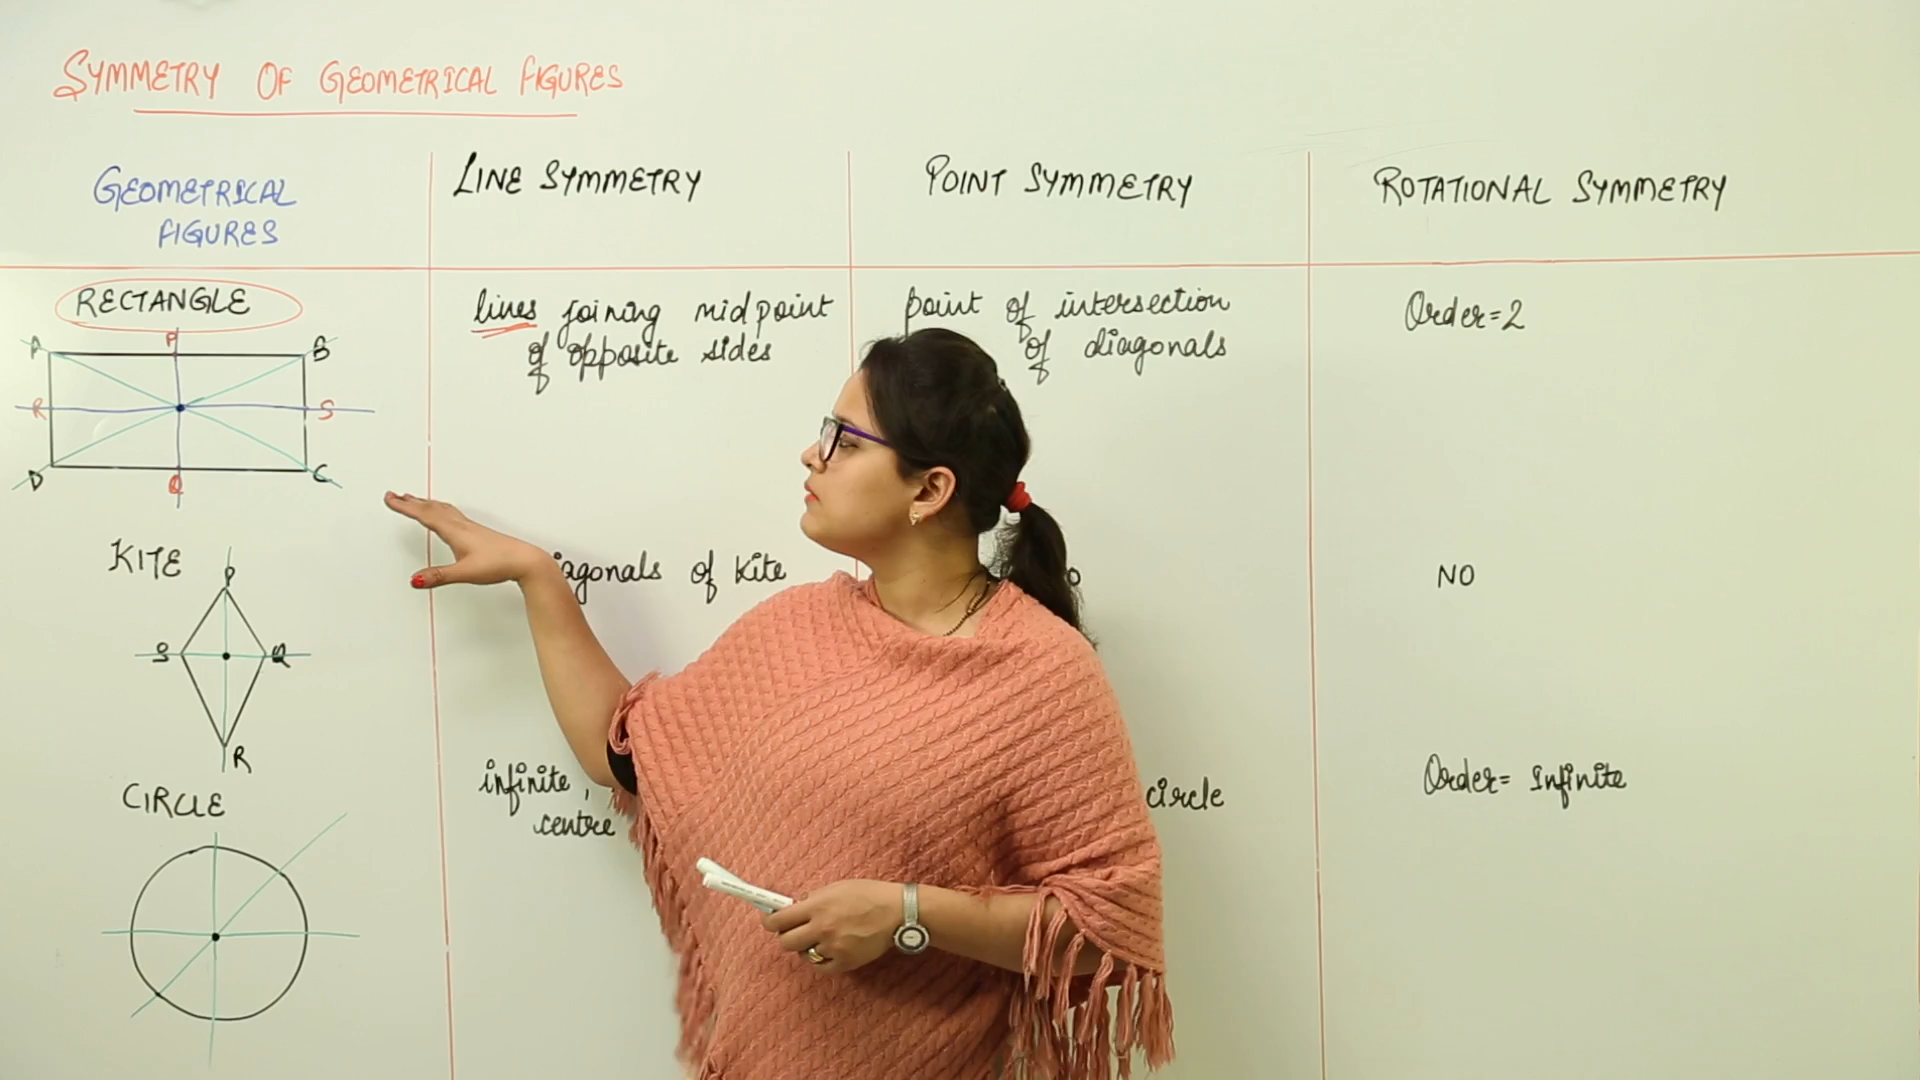 SYMMETRY OF GEOMETRICAL FIGURES
GEOMETRICAL
FIGURES
LINE SYMMETRY
POINT SYMMETRY
ROTATIONAL SYMMETRY
RECTANGLE
A
P
B
R
S
D
Q
C
lines joining midpoint
of opposite sides
point of intersection
of diagonals
Order=2
KITE
P
S
Q
R
of kite
NO
CIRCLE
infinite,
centre
circle
Order= Infinite